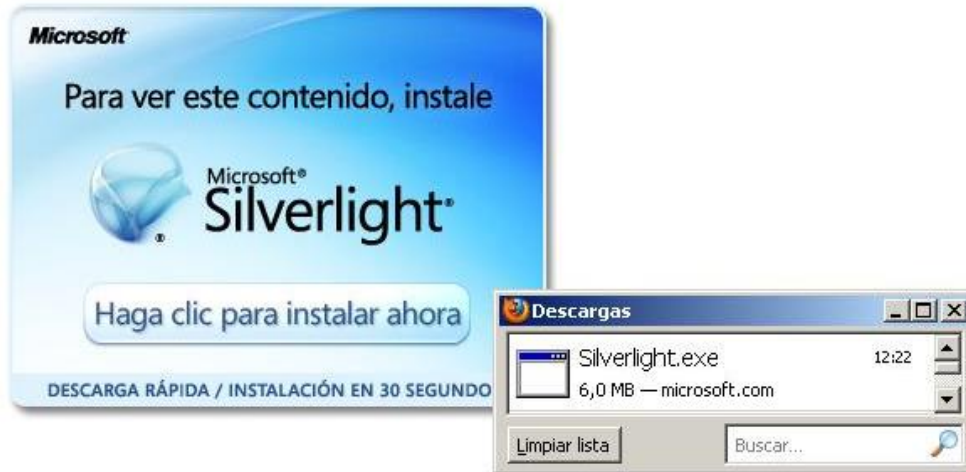 Microsoft
Para ver este contenido, instale
Microsoft®
Silverlight®
®
Haga clic para instalar ahora
DESCARGA RÁPIDA / INSTALACIÓN EN 30 SEGUNDO
Descargas
Silverlight.exe 12:22
6,0 MB — microsoft.com
Limpiar lista Buscar...